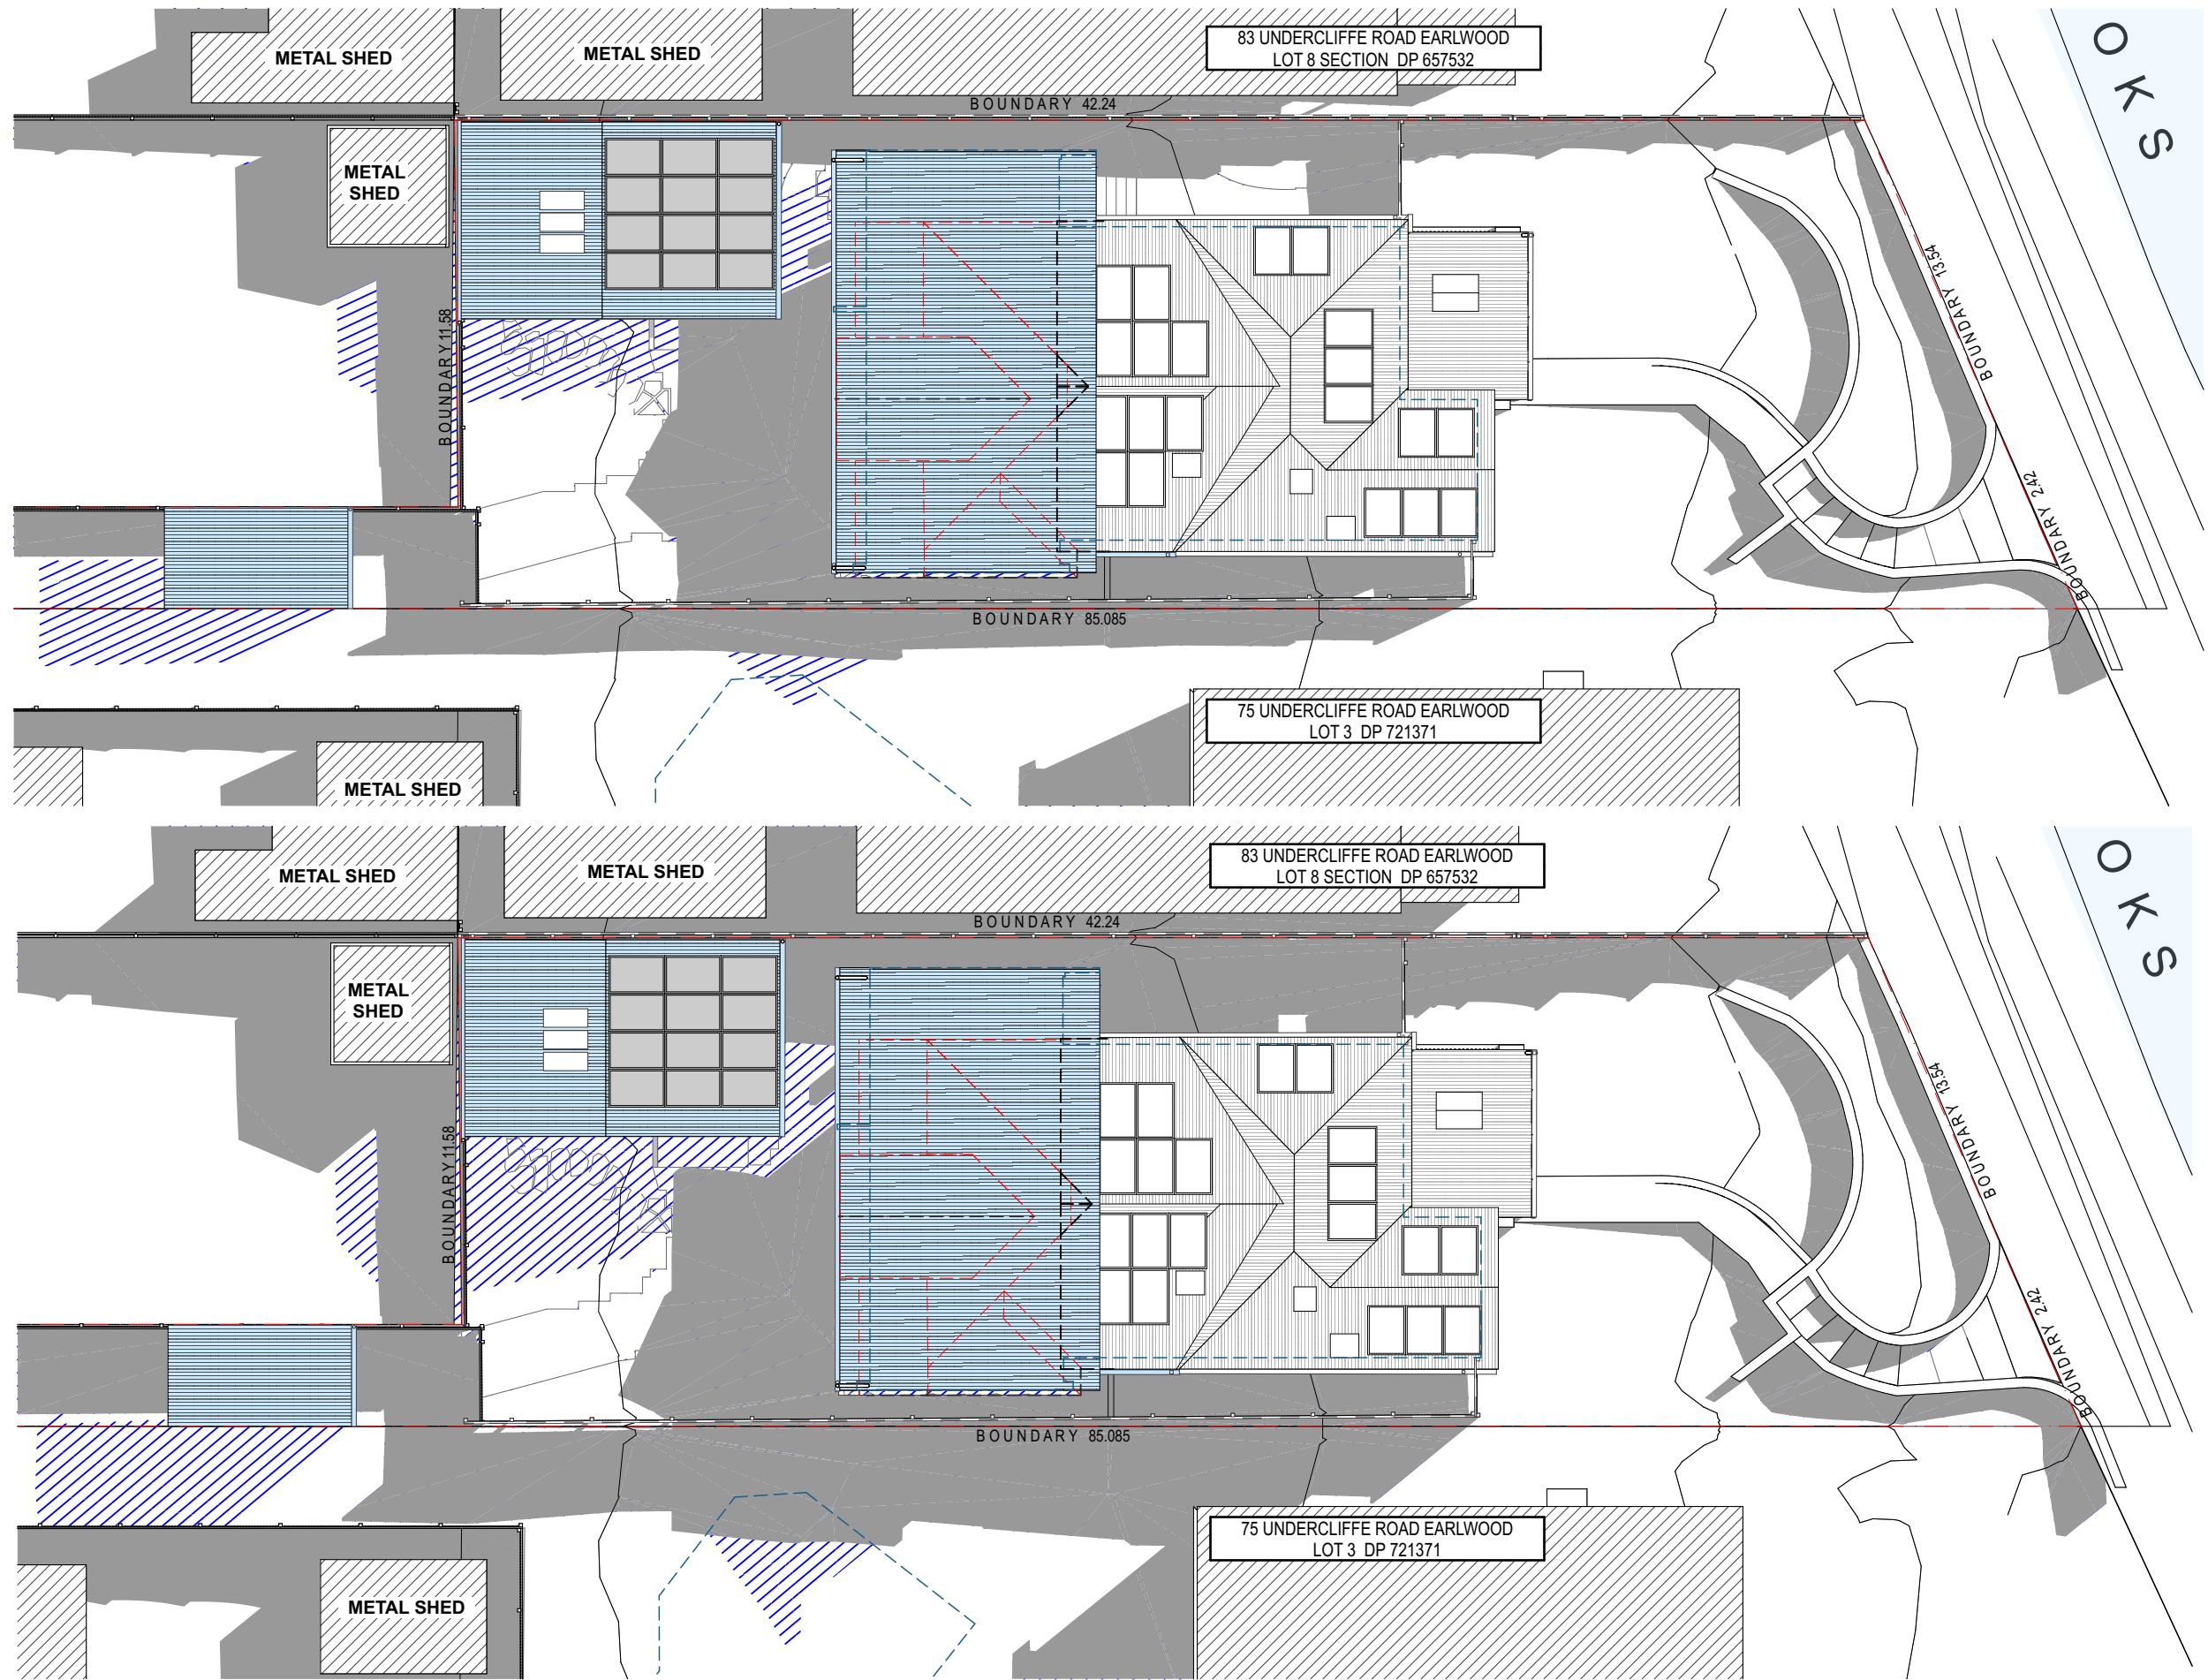 METAL SHED
METAL SHED
83 UNDERCLIFFE ROAD EARLWOOD
LOT 8 SECTION DP 657532
O K S
BOUNDARY 42.24
METAL
SHED
BOUNDARY 11.58
BOUNDARY 13.54
BOUNDARY 2.42
BOUNDARY 85.085
75 UNDERCLIFFE ROAD EARLWOOD
LOT 3 DP 721371
METAL SHED
METAL SHED
METAL SHED
83 UNDERCLIFFE ROAD EARLWOOD
LOT 8 SECTION DP 657532
O K S
BOUNDARY 42.24
METAL
SHED
BOUNDARY 11.58
BOUNDARY 13.54
BOUNDARY 2.42
BOUNDARY 85.085
75 UNDERCLIFFE ROAD EARLWOOD
LOT 3 DP 721371
METAL SHED